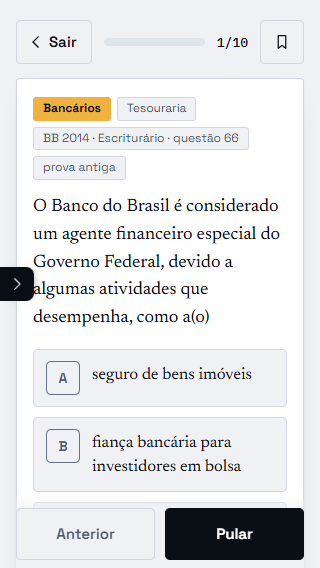 Sair
1/10
Bancários
Tesouraria
BB 2014 · Escriturário · questão 66
prova antiga
O Banco do Brasil é considerado
um agente financeiro especial do
Governo Federal, devido a
algumas atividades que
desempenha, como a(o)
A
seguro de bens imóveis
B
fiança bancária para
investidores em bolsa
Anterior
Pular